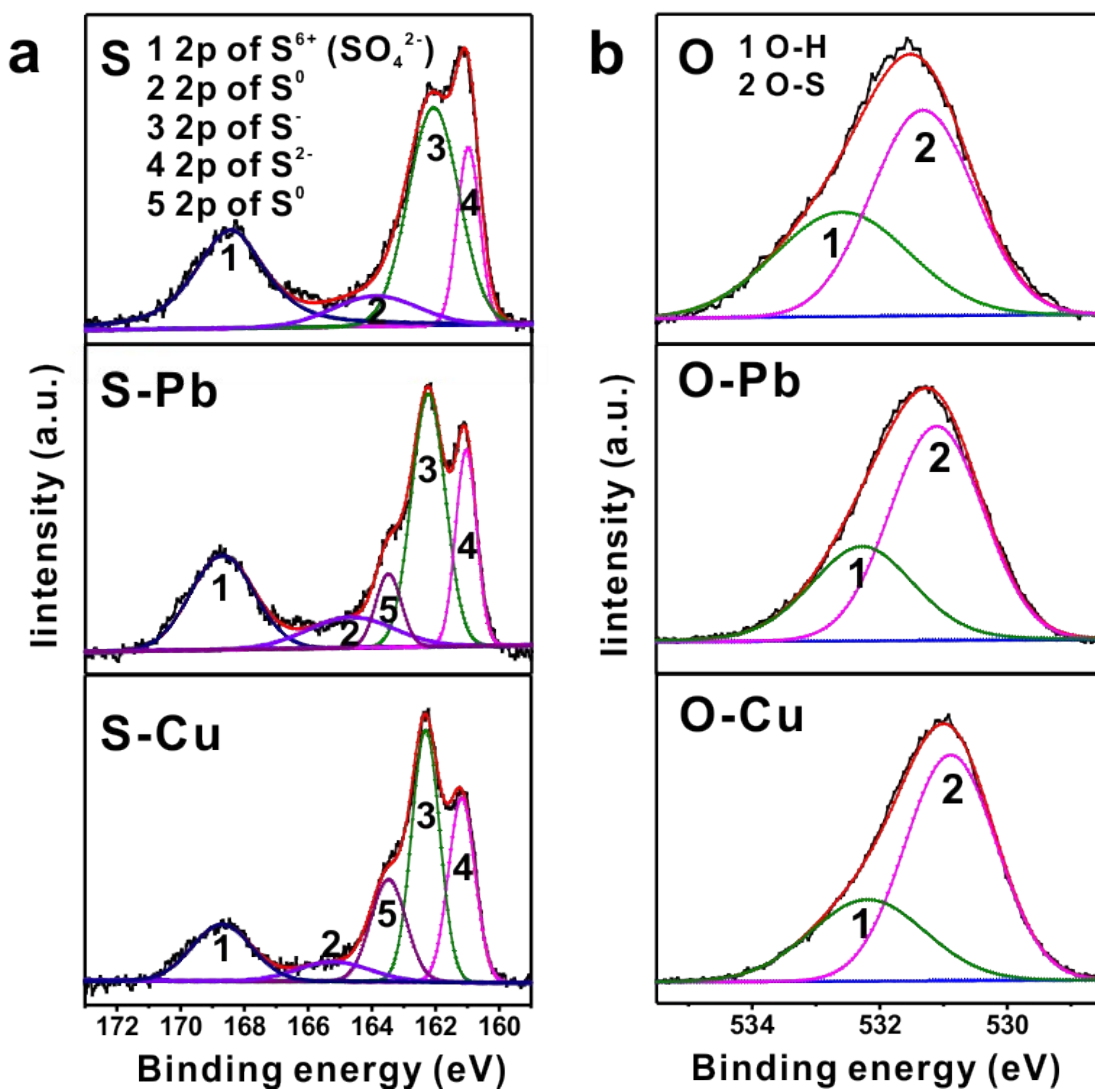 a
S
1 2p of S⁶⁺ (SO₄²⁻)
2 2p of S⁰
3 2p of S⁻
4 2p of S²⁻
5 2p of S⁰
1
2
3
4
S-Pb
1
2
5
3
4
S-Cu
1
2
5
3
4
Iintensity (a.u.)
172 170 168 166 164 162 160
Binding energy (eV)
b
O
1 O-H
2 O-S
1
2
O-Pb
1
2
O-Cu
1
2
Iintensity (a.u.)
534 532 531 530
Binding energy (eV)